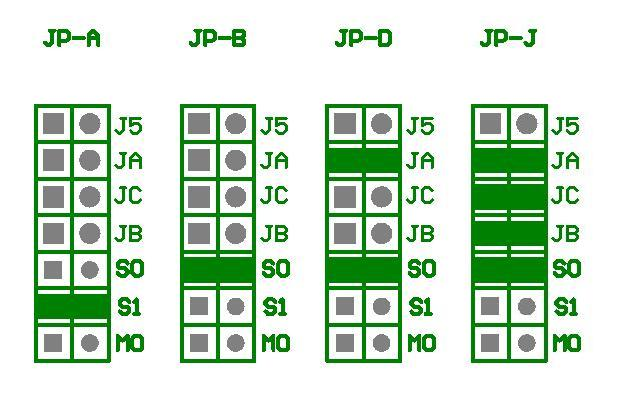 JP-A JP-B JP-D JP-J
J5 J5 J5 J5
JA JA JA JA
JC JC JC JC
JB JB JB JB
S0 S0 S0 S0
S1 S1 S1 S1
M0 M0 M0 M0